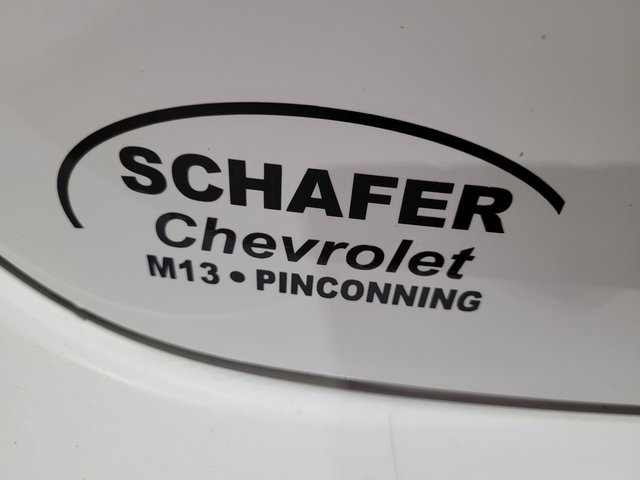 SCHAFER
Chevrolet
M13 • PINCONNING